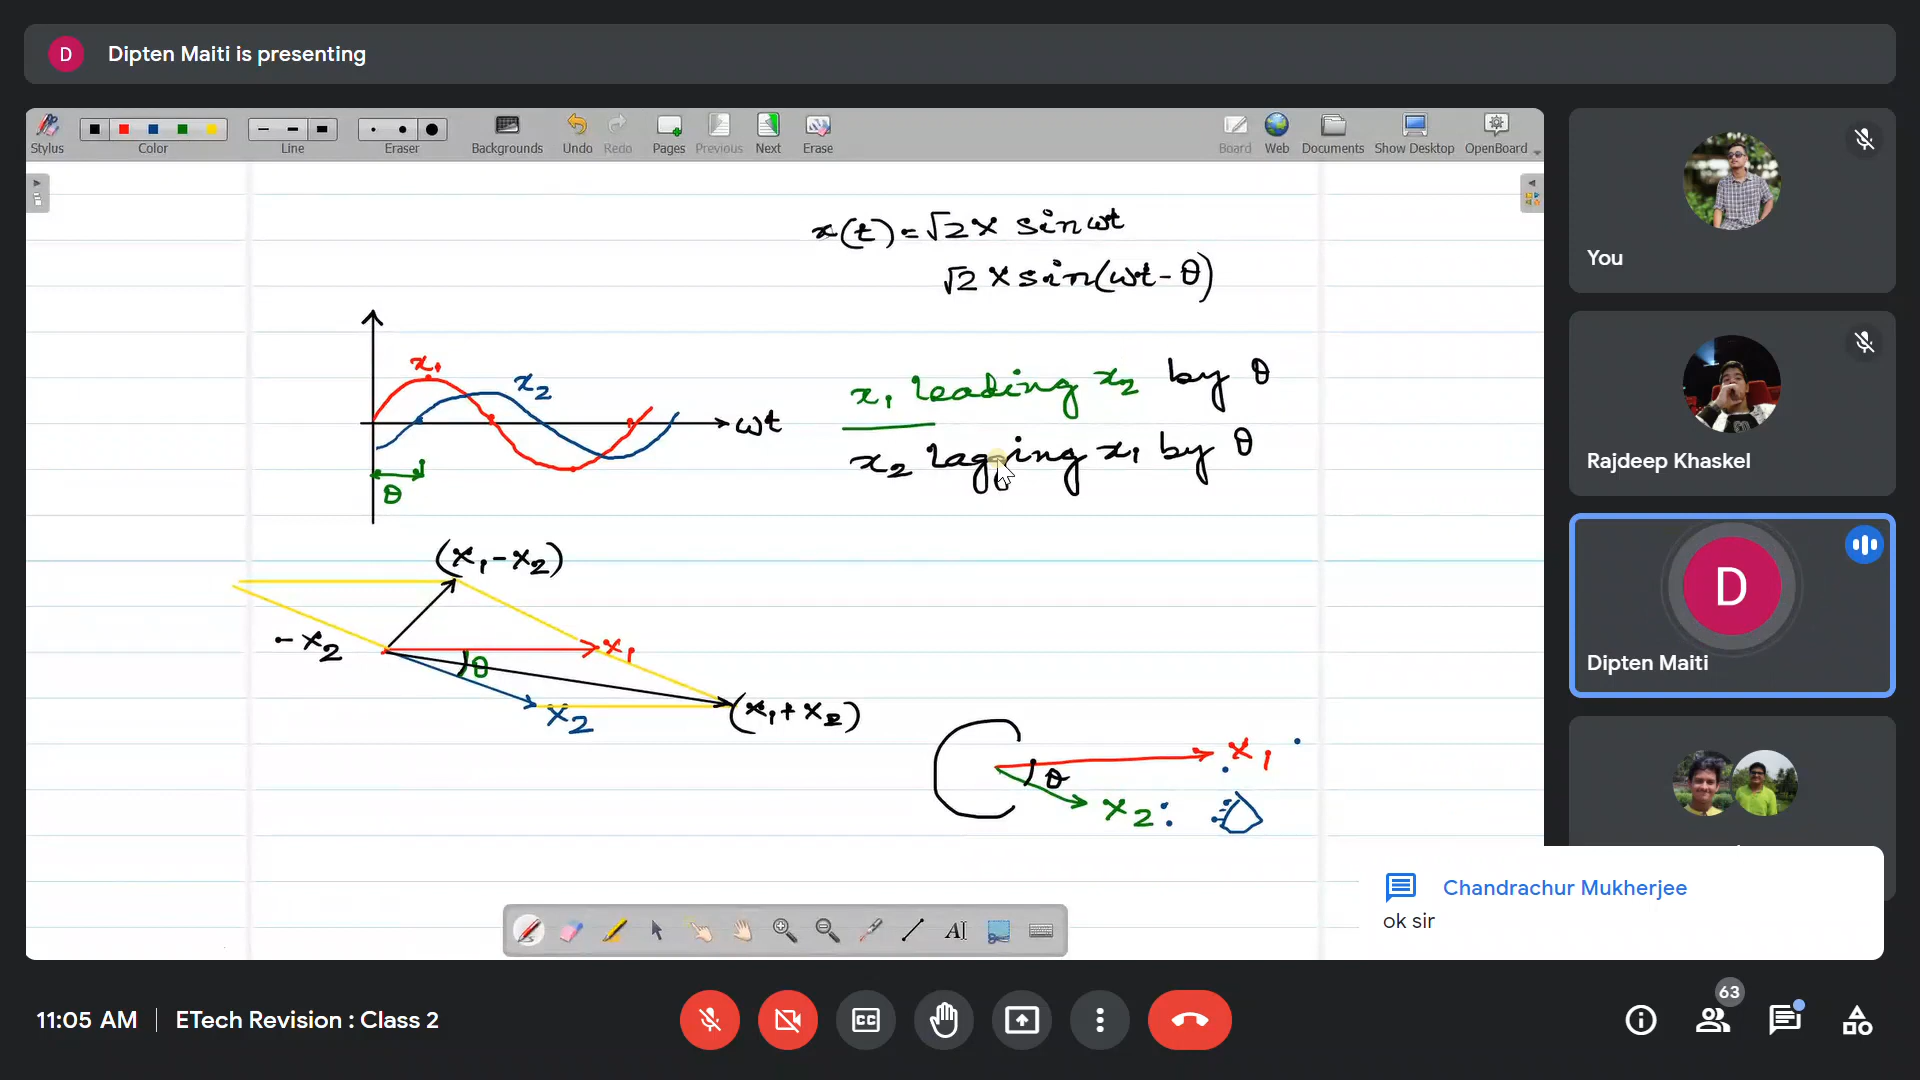 D Dipten Maiti is presenting
Stylus Color Line Eraser Backgrounds Undo Redo Pages Previous Next Erase Board Web Documents Show Desktop OpenBoard
x(t) = √2 X sin ωt
√2 X sin(ωt - θ)
x₁
x₂
ωt
θ
x₁ leading x₂ by θ
x₂ lagging x₁ by θ
(X₁ - X₂)
- X₂
θ
X₁
X₂
(X₁ + X₂)
θ
X₁
X₂
You
Rajdeep Khaskel
D
Dipten Maiti
Chandrachur Mukherjee
ok sir
AI
11:05 AM | ETech Revision : Class 2
CC
63